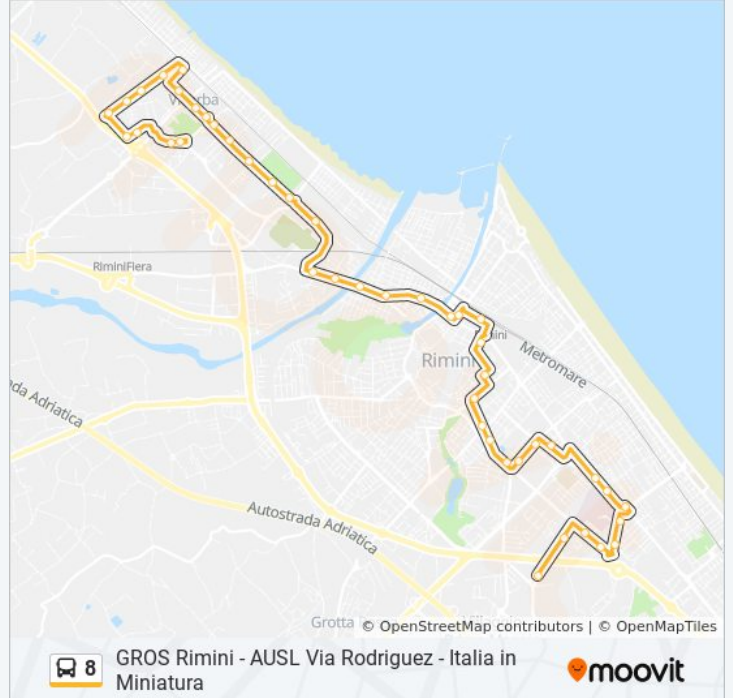 Viserba
RiminiFiera
Rimini
Metromare
da Adriatica
Autostrada Adriatica
Grotta
© OpenStreetMap contributors | © OpenMapTiles
8
GROS Rimini - AUSL Via Rodriguez - Italia in
Miniatura
moovit